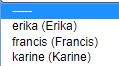 -----
erika (Erika)
francis (Francis)
karine (Karine)